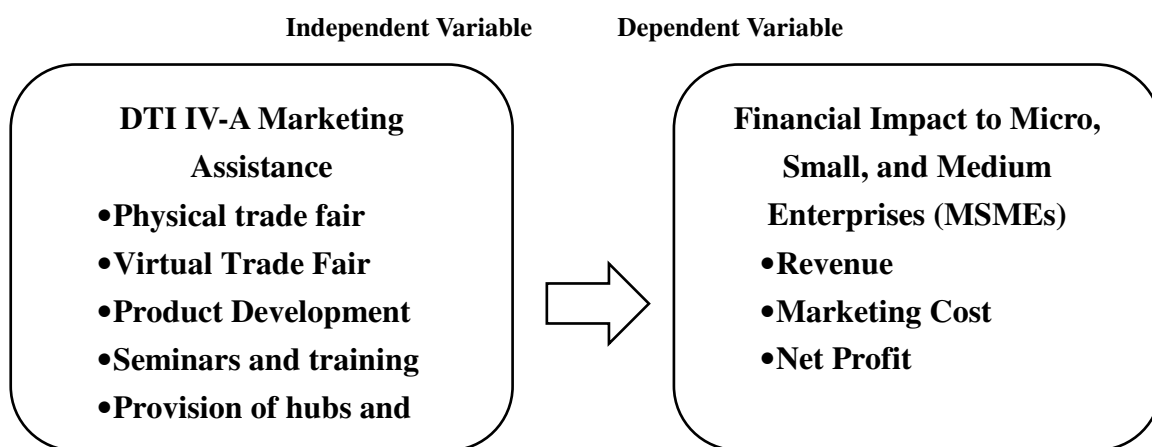 Independent Variable Dependent Variable
DTI IV-A Marketing
Assistance
•Physical trade fair
•Virtual Trade Fair
•Product Development
•Seminars and training
•Provision of hubs and
Financial Impact to Micro,
Small, and Medium
Enterprises (MSMEs)
•Revenue
•Marketing Cost
•Net Profit